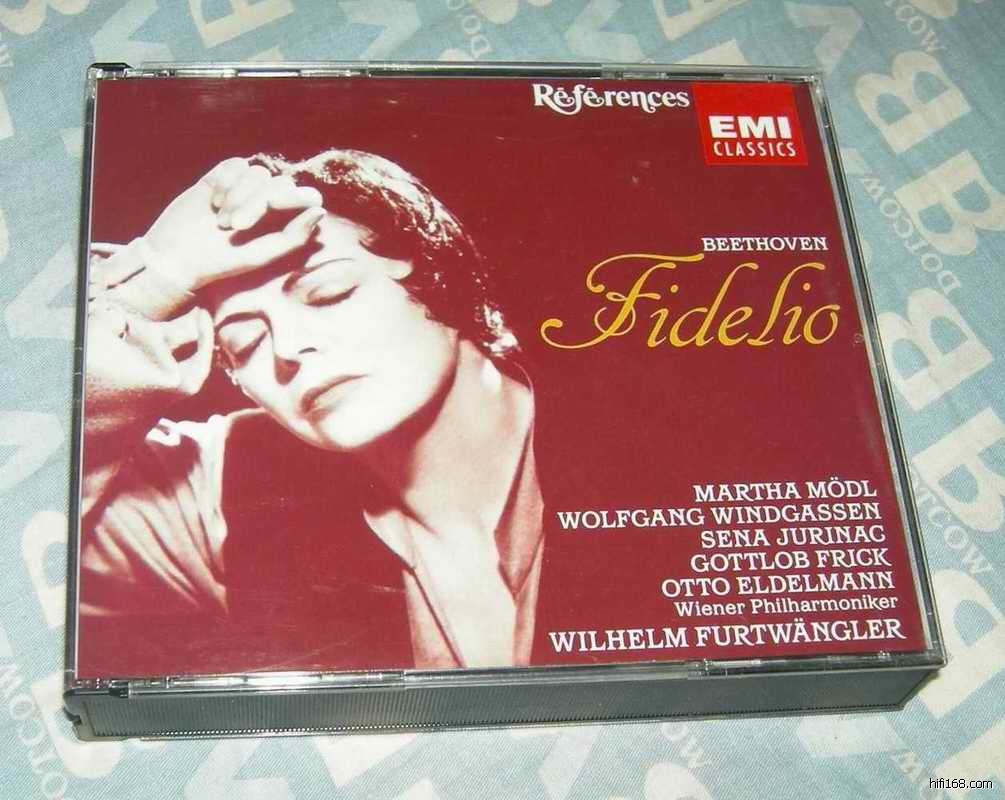 Références
EMI
CLASSICS
BEETHOVEN
Fidelio
MARTHA MÖDL
WOLFGANG WINDGASSEN
SENA JURINAC
GOTTLOB FRICK
OTTO ELDELMANN
Wiener Philharmoniker
WILHELM FURTWÄNGLER
hifi168.com